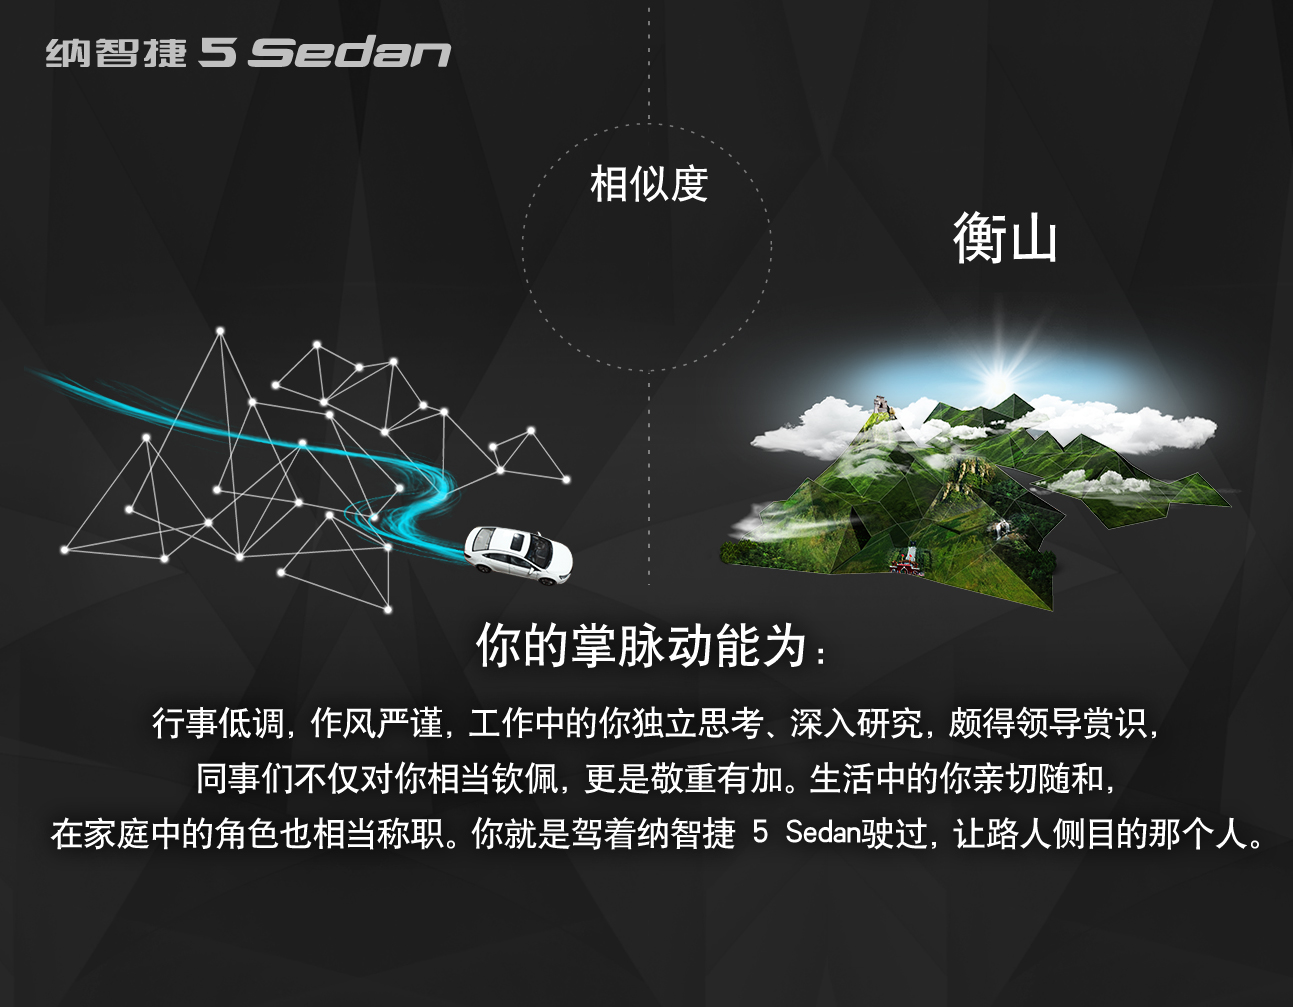 纳智捷 5 Sedan
相似度
衡山
你的掌脉动能为：
行事低调，作风严谨，工作中的你独立思考、深入研究，颇得领导赏识，
同事们不仅对你相当钦佩，更是敬重有加。生活中的你亲切随和，
在家庭中的角色也相当称职。你就是驾着纳智捷 5 Sedan驶过，让路人侧目的那个人。